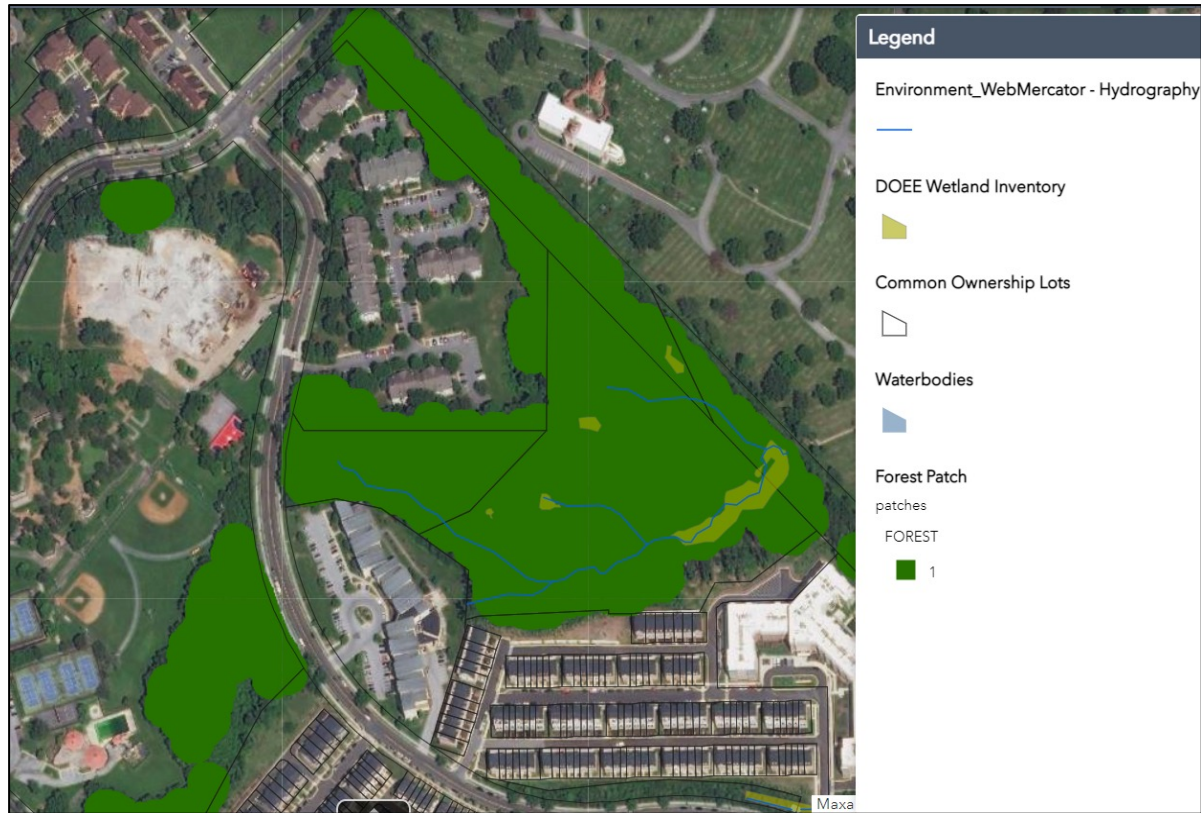 Legend
Environment_WebMercator - Hydrography
DOEE Wetland Inventory
Common Ownership Lots
Waterbodies
Forest Patch
patches
FOREST
1
Maxa